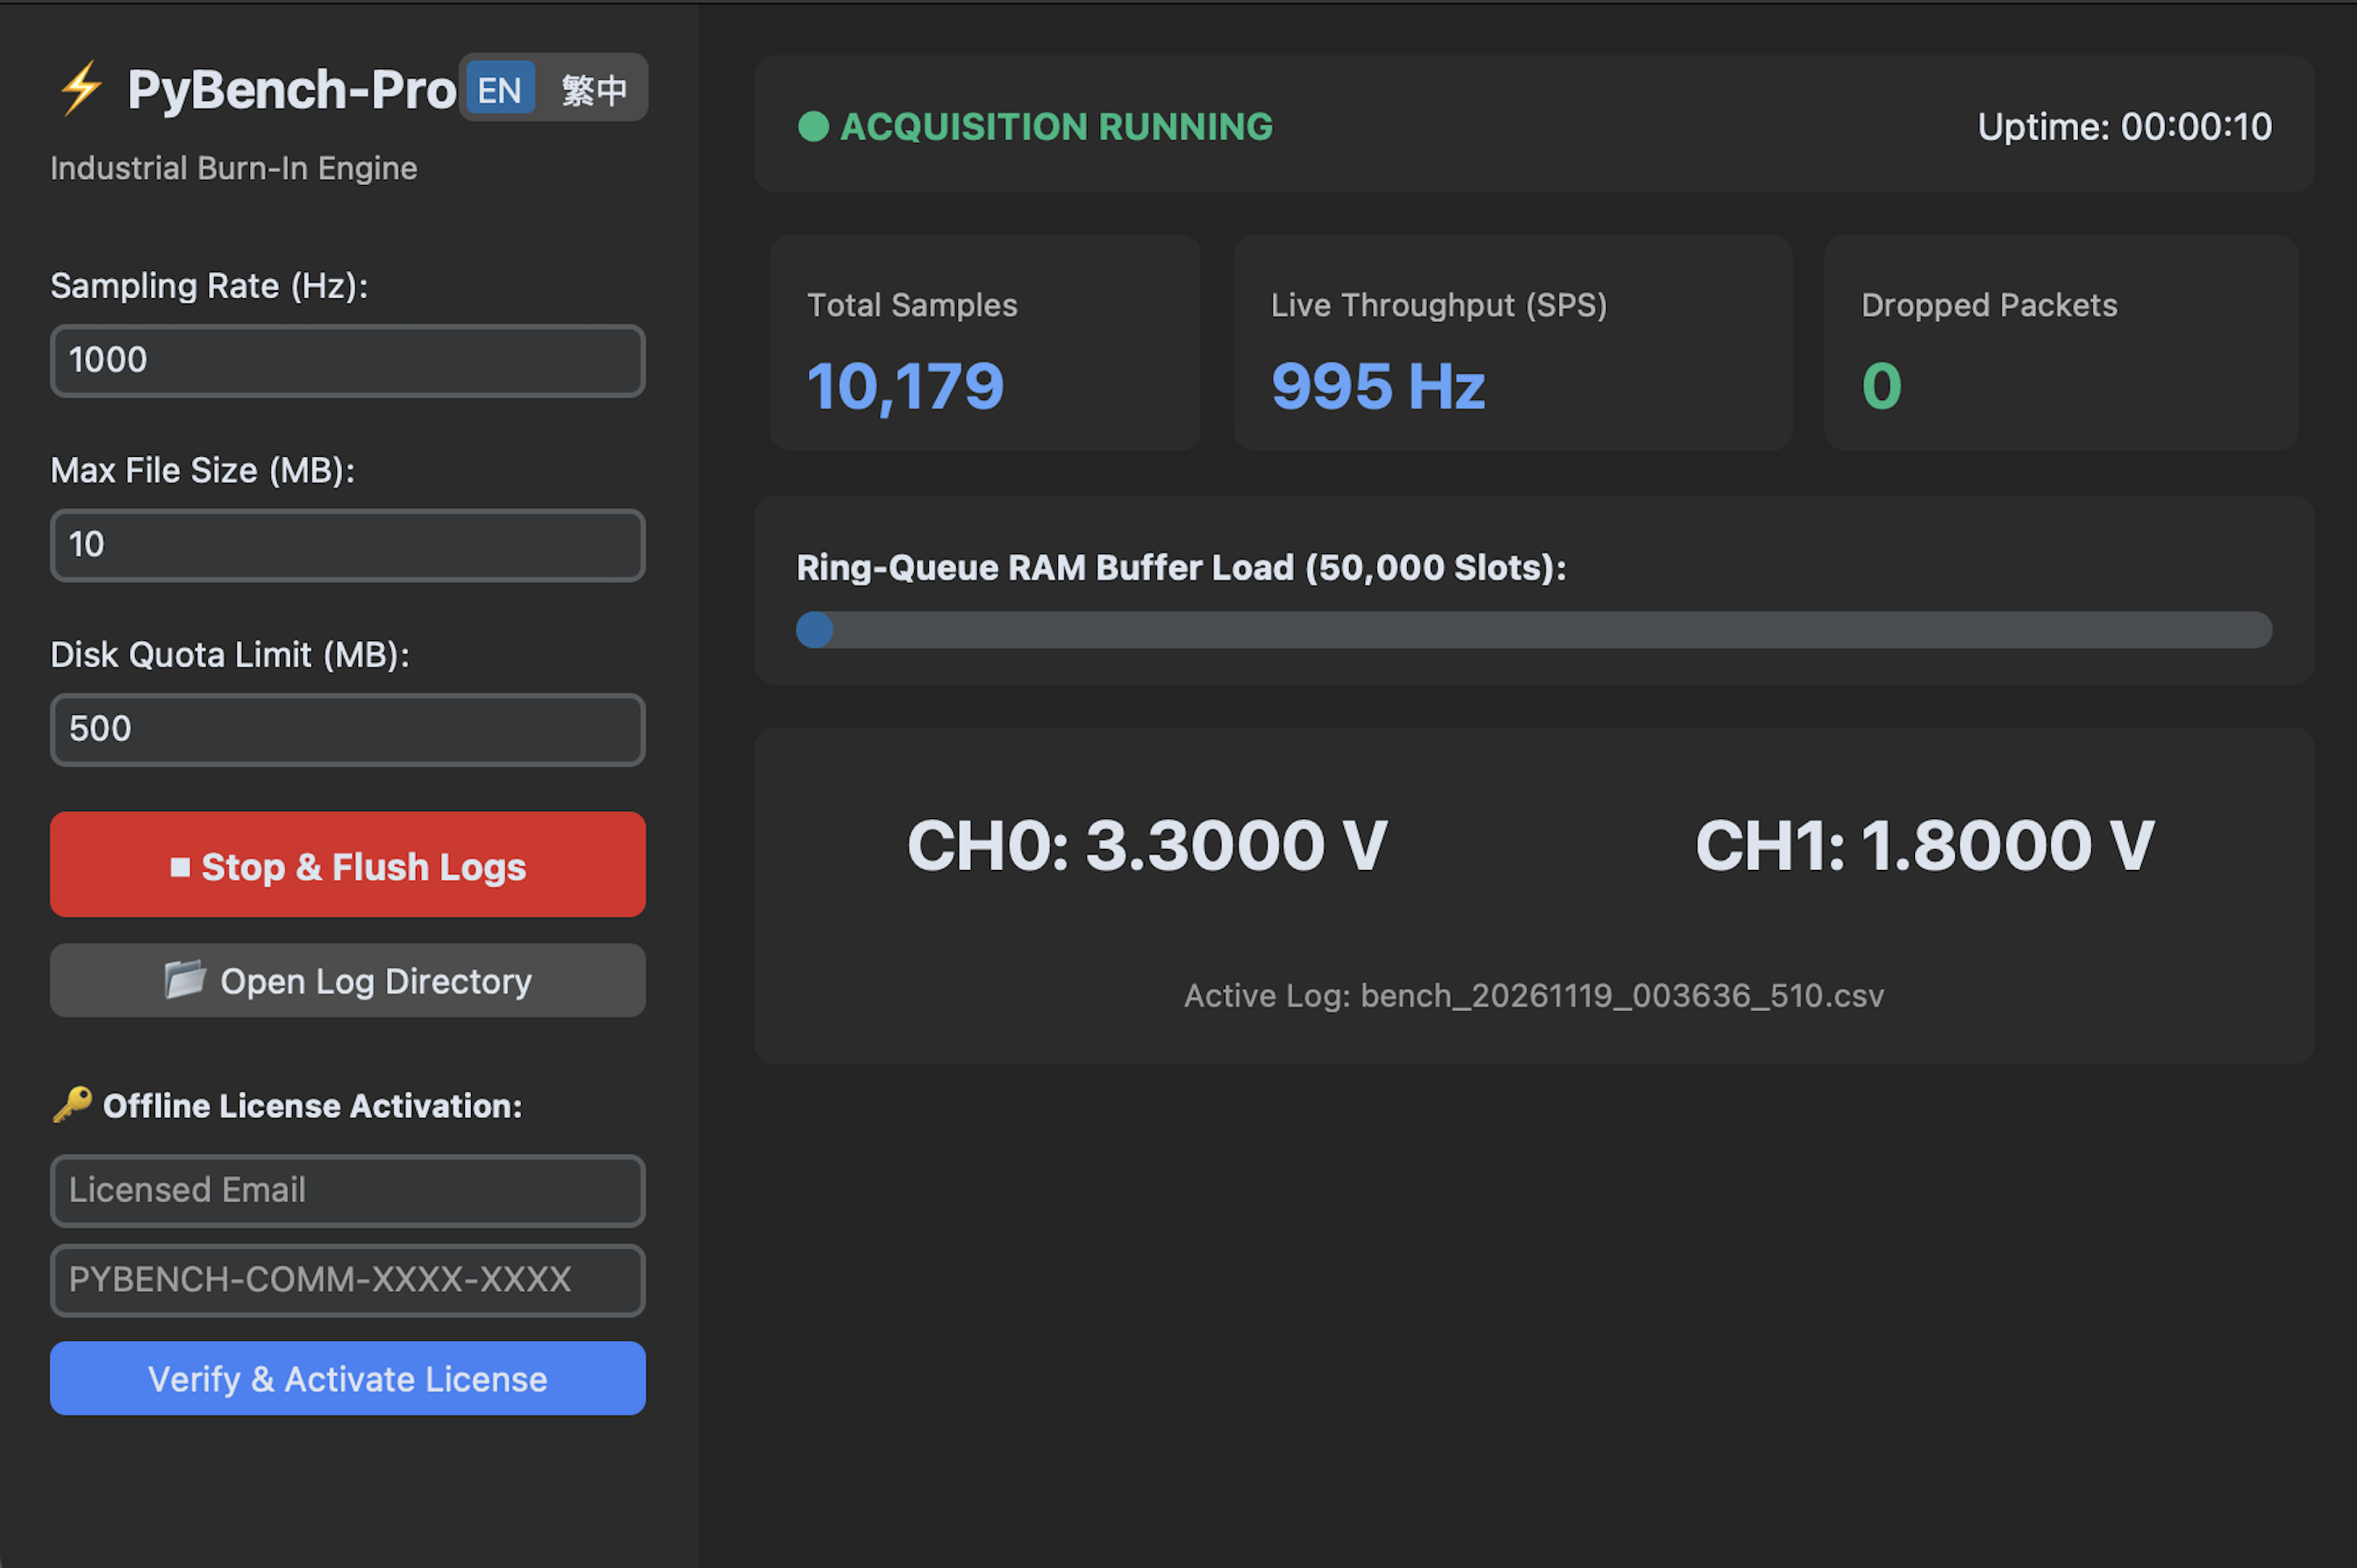 ⚡ PyBench-Pro EN 繁中
Industrial Burn-In Engine
Sampling Rate (Hz):
1000
Max File Size (MB):
10
Disk Quota Limit (MB):
500
■ Stop & Flush Logs
📂 Open Log Directory
🔑 Offline License Activation:
Licensed Email
PYBENCH-COMM-XXXX-XXXX
Verify & Activate License
● ACQUISITION RUNNING
Uptime: 00:00:10
Total Samples
10,179
Live Throughput (SPS)
995 Hz
Dropped Packets
0
Ring-Queue RAM Buffer Load (50,000 Slots):
CH0: 3.3000 V
CH1: 1.8000 V
Active Log: bench_20261119_003636_510.csv